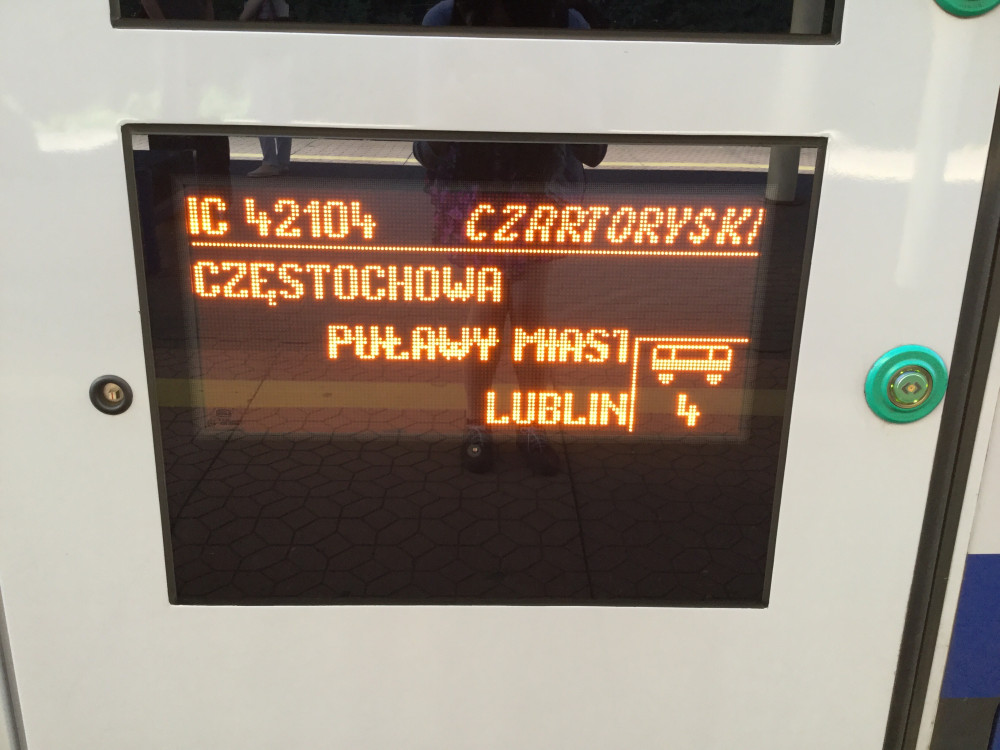 IC 42104 CZARTORYSKI
CZĘSTOCHOWA
PUŁAWY MIAST
LUBLIN 4